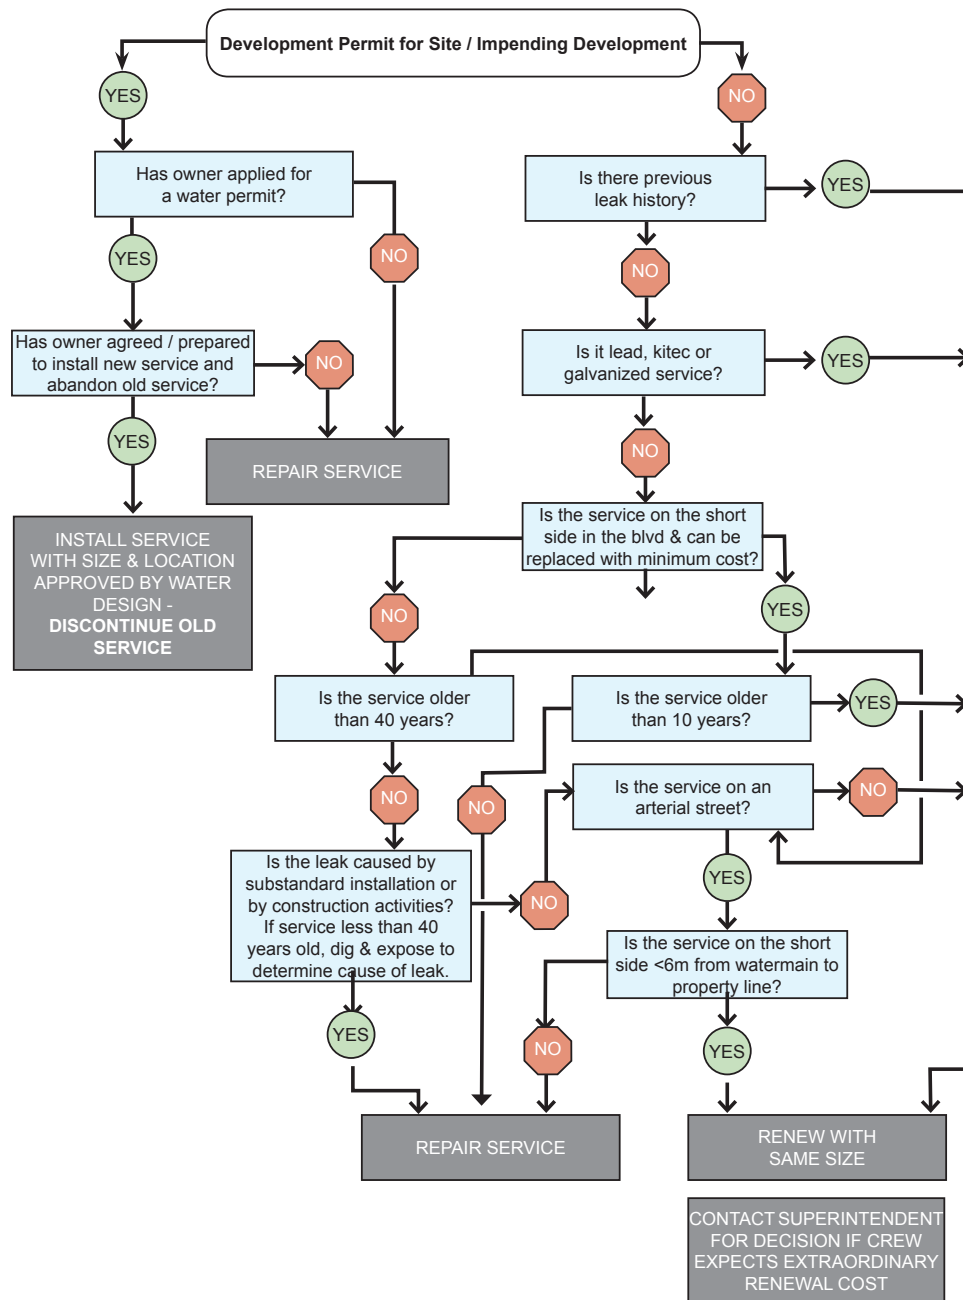 Development Permit for Site / Impending Development
YES
NO
Has owner applied for
a water permit?
Is there previous
leak history?
YES
YES
NO
NO
Has owner agreed / prepared
to install new service and
abandon old service?
NO
Is it lead, kitec or
galvanized service?
YES
YES
NO
REPAIR SERVICE
INSTALL SERVICE
WITH SIZE & LOCATION
APPROVED BY WATER
DESIGN -
DISCONTINUE OLD
SERVICE
Is the service on the short
side in the blvd & can be
replaced with minimum cost?
NO
YES
Is the service older
than 40 years?
Is the service older
than 10 years?
YES
NO
NO
Is the service on an
arterial street?
NO
Is the leak caused by
substandard installation or
by construction activities?
If service less than 40
years old, dig & expose to
determine cause of leak.
NO
YES
Is the service on the short
side <6m from watermain to
property line?
YES
NO
YES
REPAIR SERVICE
RENEW WITH
SAME SIZE
CONTACT SUPERINTENDENT
FOR DECISION IF CREW
EXPECTS EXTRAORDINARY
RENEWAL COST